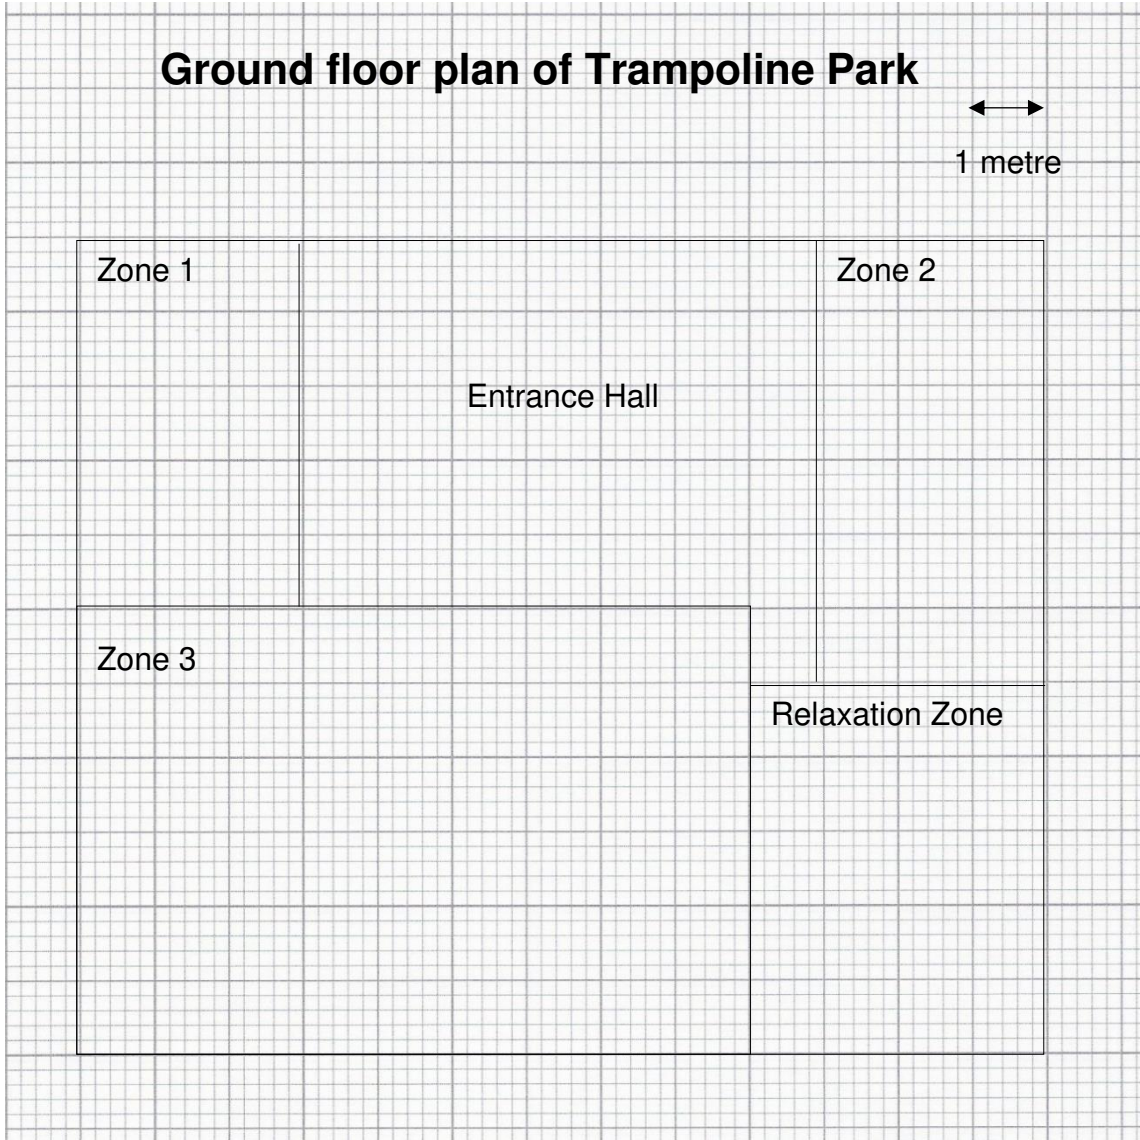 Ground floor plan of Trampoline Park
1 metre
Zone 1
Zone 2
Entrance Hall
Zone 3
Relaxation Zone